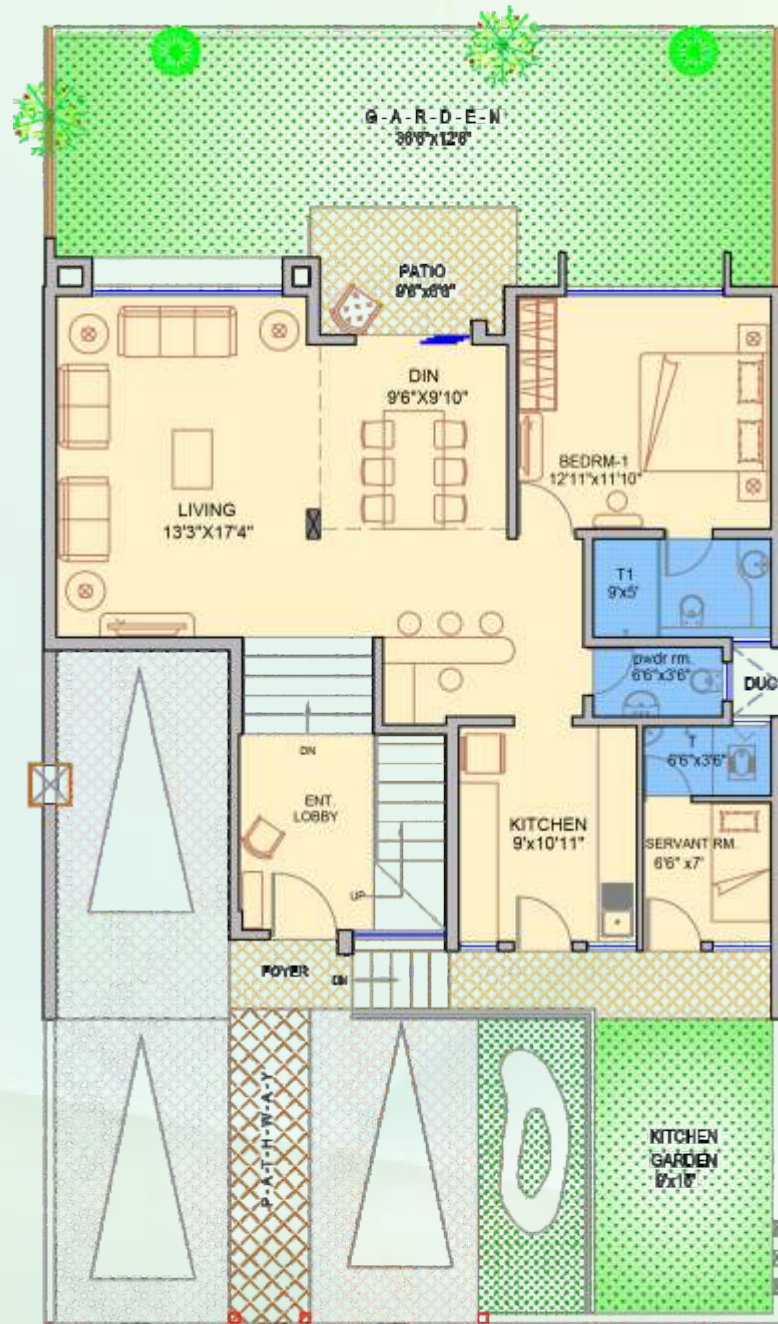 G-A-R-D-E-N
36'6"x12'6"
PATIO
9'6"x6'6"
DIN
9'6"X9'10"
BEDRM-1
12'11"x11'10"
LIVING
13'3"X17'4"
T1
9'x5'
pwdr rm.
6'6"x3'6"
DUC
T
6'6"x3'6"
DN
ENT.
LOBBY
KITCHEN
9'x10'11"
SERVANT RM.
6'6" x7'
UP
FOYER
DN
P-A-T-H-W-A-Y
KITCHEN
GARDEN